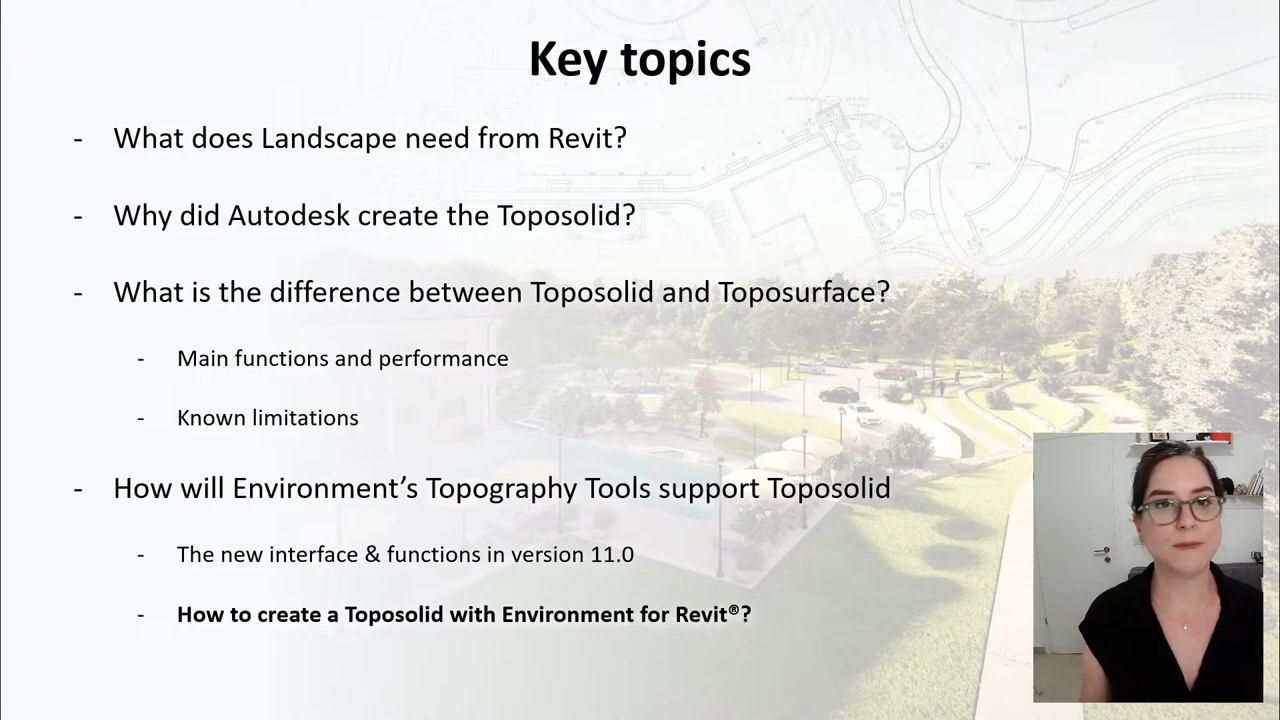 Key topics
- What does Landscape need from Revit?
- Why did Autodesk create the Toposolid?
- What is the difference between Toposolid and Toposurface?
- Main functions and performance
- Known limitations
- How will Environment’s Topography Tools support Toposolid
- The new interface & functions in version 11.0
- How to create a Toposolid with Environment for Revit®?